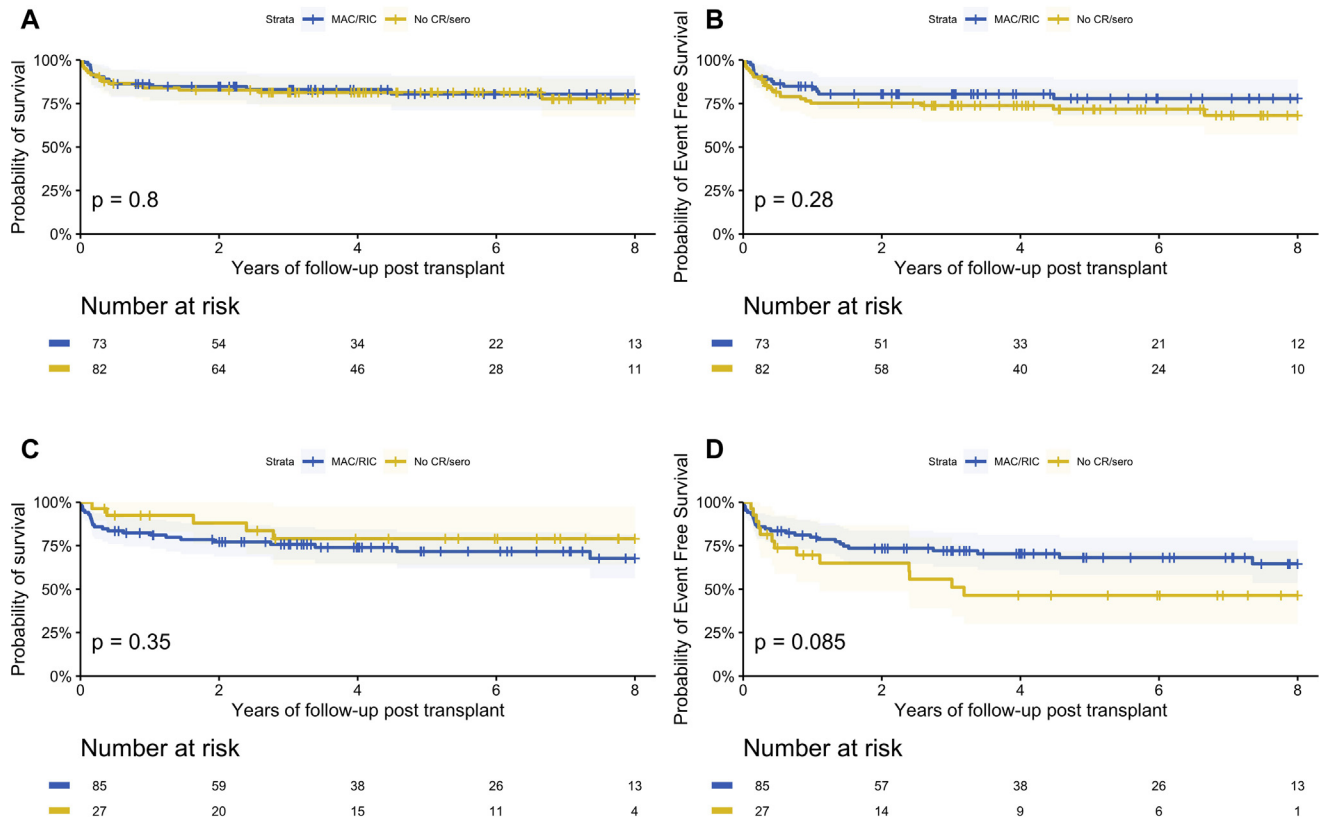 A
Strata MAC/RIC No CR/sero
Probability of survival
100%
75%
50%
25%
0%
p = 0.8
0 2 4 6 8
Years of follow-up post transplant
Number at risk
73 54 34 22 13
82 64 46 28 11
B
Strata MAC/RIC No CR/sero
Probability of Event Free Survival
100%
75%
50%
25%
0%
p = 0.28
0 2 4 6 8
Years of follow-up post transplant
Number at risk
73 51 33 21 12
82 58 40 24 10
C
Strata MAC/RIC No CR/sero
Probability of survival
100%
75%
50%
25%
0%
p = 0.35
0 2 4 6 8
Years of follow-up post transplant
Number at risk
85 59 38 26 13
27 20 15 11 4
D
Strata MAC/RIC No CR/sero
Probability of Event Free Survival
100%
75%
50%
25%
0%
p = 0.085
0 2 4 6 8
Years of follow-up post transplant
Number at risk
85 57 38 26 13
27 14 9 6 1